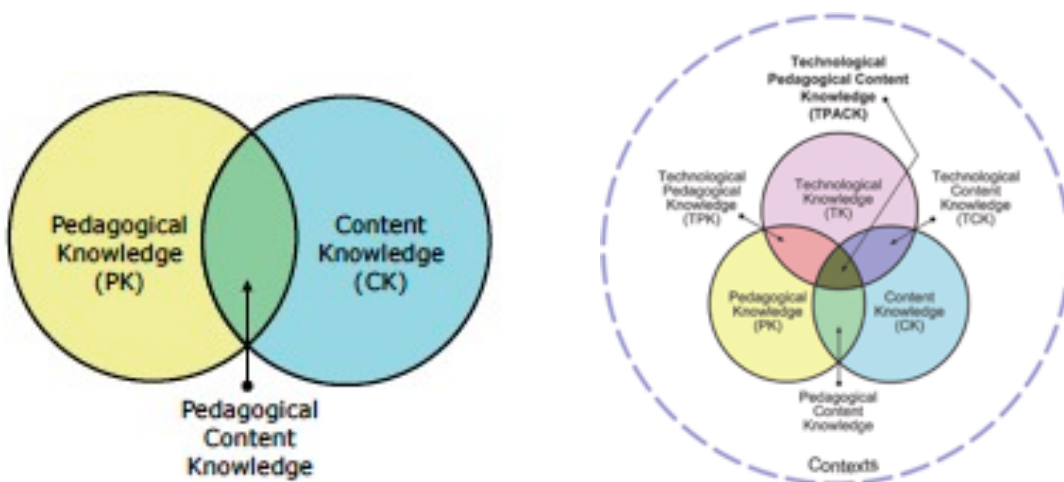 Pedagogical
Knowledge
(PK)
Content
Knowledge
(CK)
Pedagogical
Content
Knowledge
Technological
Pedagogical Content
Knowledge
(TPACK)
Technological
Pedagogical
Knowledge
(TPK)
Technological
Knowledge
(TK)
Technological
Content
Knowledge
(TCK)
Pedagogical
Knowledge
(PK)
Content
Knowledge
(CK)
Pedagogical
Content
Knowledge
Contexts